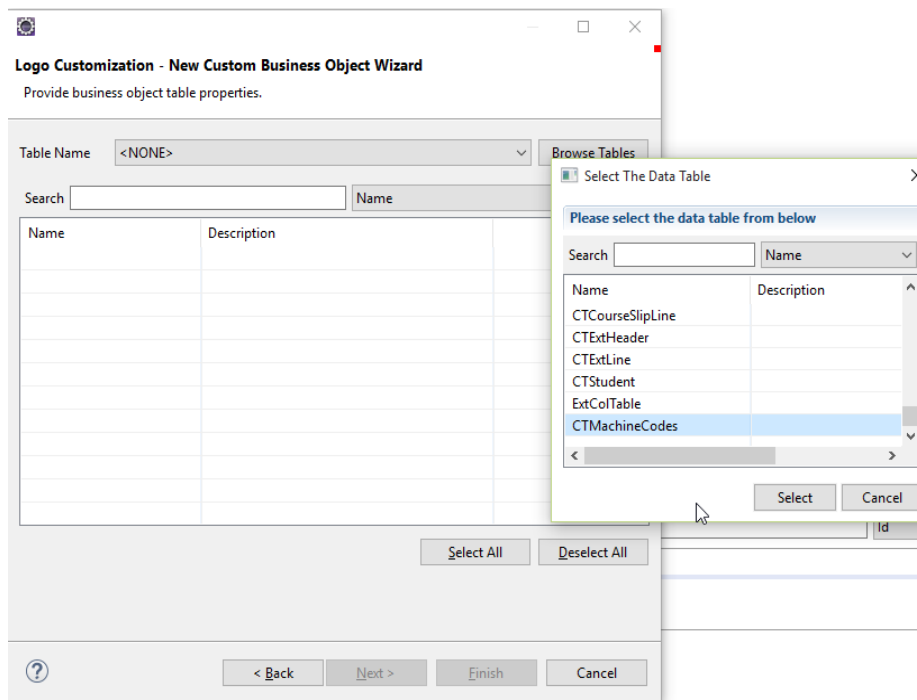 Logo Customization - New Custom Business Object Wizard
Provide business object table properties.
Table Name <NONE> Browse Tables
Search Name
Name Description
Select All Deselect All
? < Back Next > Finish Cancel
Select The Data Table
Please select the data table from below
Search Name
Name Description
CTCourseSlipLine
CTExtHeader
CTExtLine
CTStudent
ExtColTable
CTMachineCodes
Select Cancel
Id